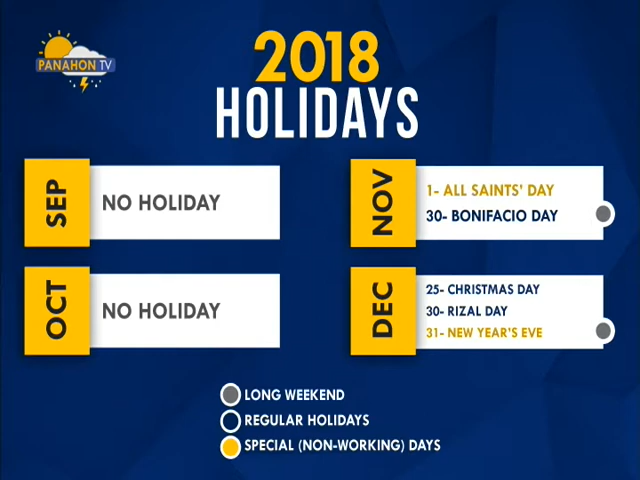 PANAHON TV
2018
HOLIDAYS
SEP
NO HOLIDAY
OCT
NO HOLIDAY
NOV
1- ALL SAINTS' DAY
30- BONIFACIO DAY
DEC
25- CHRISTMAS DAY
30- RIZAL DAY
31- NEW YEAR'S EVE
LONG WEEKEND
REGULAR HOLIDAYS
SPECIAL (NON-WORKING) DAYS